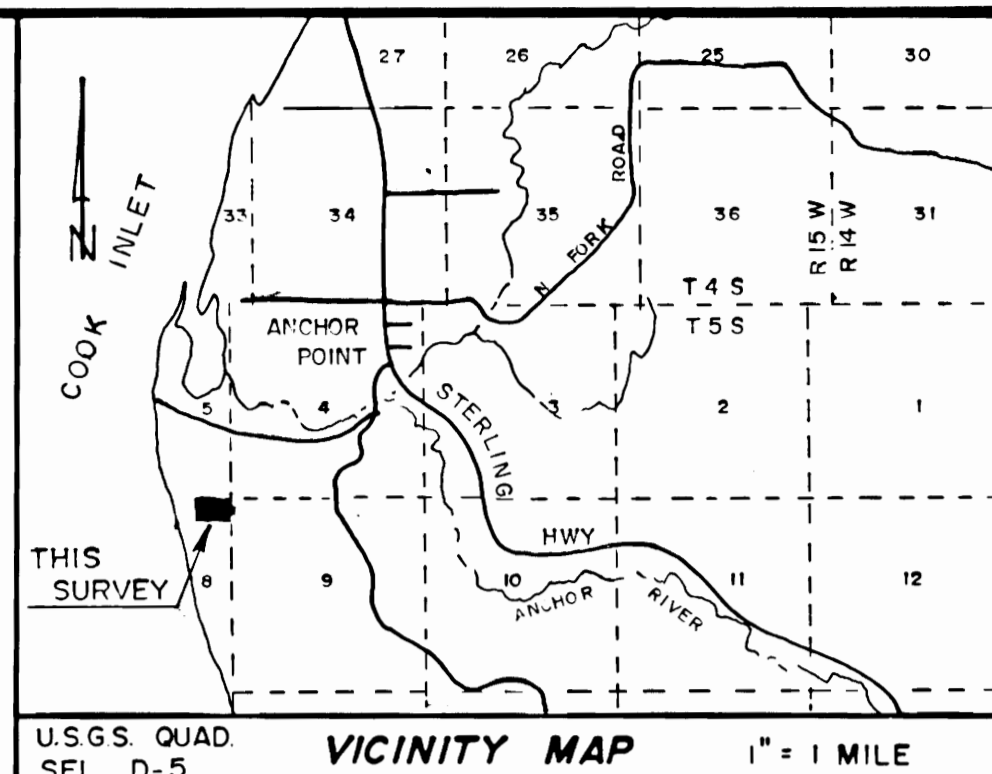 27 26 25 30
N
COOK INLET
33 34 35 36 31
N FORK ROAD
R 15 W
R 14 W
T 4 S
T 5 S
ANCHOR
POINT
5 4 3 2 1
STERLING
HWY
THIS
SURVEY
8 9 10 11 12
ANCHOR RIVER
U.S.G.S. QUAD.
SEL. D-5
VICINITY MAP
1" = 1 MILE